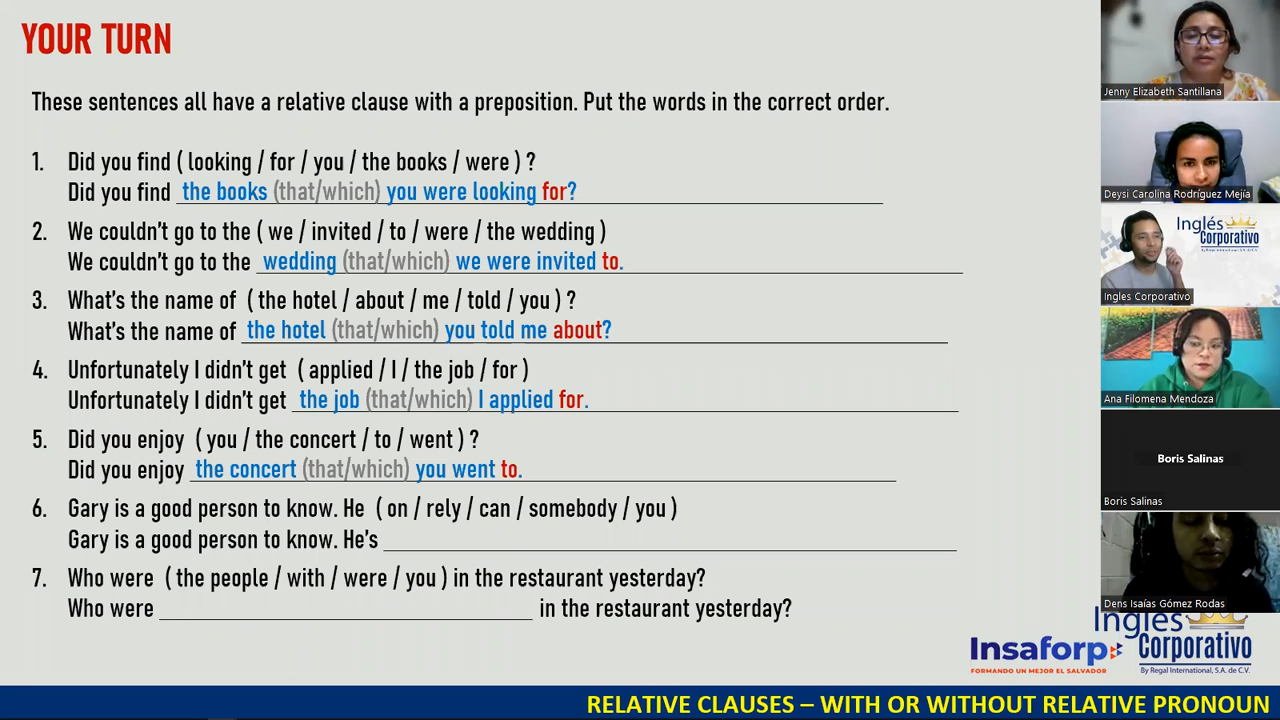 YOUR TURN
These sentences all have a relative clause with a preposition. Put the words in the correct order.
1. Did you find ( looking / for / you / the books / were ) ?
Did you find the books (that/which) you were looking for?
2. We couldn't go to the ( we / invited / to / were / the wedding )
We couldn't go to the wedding (that/which) we were invited to.
3. What's the name of ( the hotel / about / me / told / you ) ?
What's the name of the hotel (that/which) you told me about?
4. Unfortunately I didn't get ( applied / I / the job / for )
Unfortunately I didn't get the job (that/which) I applied for.
5. Did you enjoy ( you / the concert / to / went ) ?
Did you enjoy the concert (that/which) you went to.
6. Gary is a good person to know. He ( on / rely / can / somebody / you )
Gary is a good person to know. He's
7. Who were ( the people / with / were / you ) in the restaurant yesterday?
Who were in the restaurant yesterday?
Jenny Elizabeth Santillana
Deysi Carolina Rodríguez Mejía
Inglés
Corporativo
By Regal International, S.A. de C.V.
Ingles Corporativo
Ana Filomena Mendoza
Boris Salinas
Boris Salinas
Dens Isaías Gómez Rodas
Inglés
Corporativo
By Regal International, S.A. de C.V.
Insaforp
FORMANDO UN MEJOR EL SALVADOR
RELATIVE CLAUSES – WITH OR WITHOUT RELATIVE PRONOUN